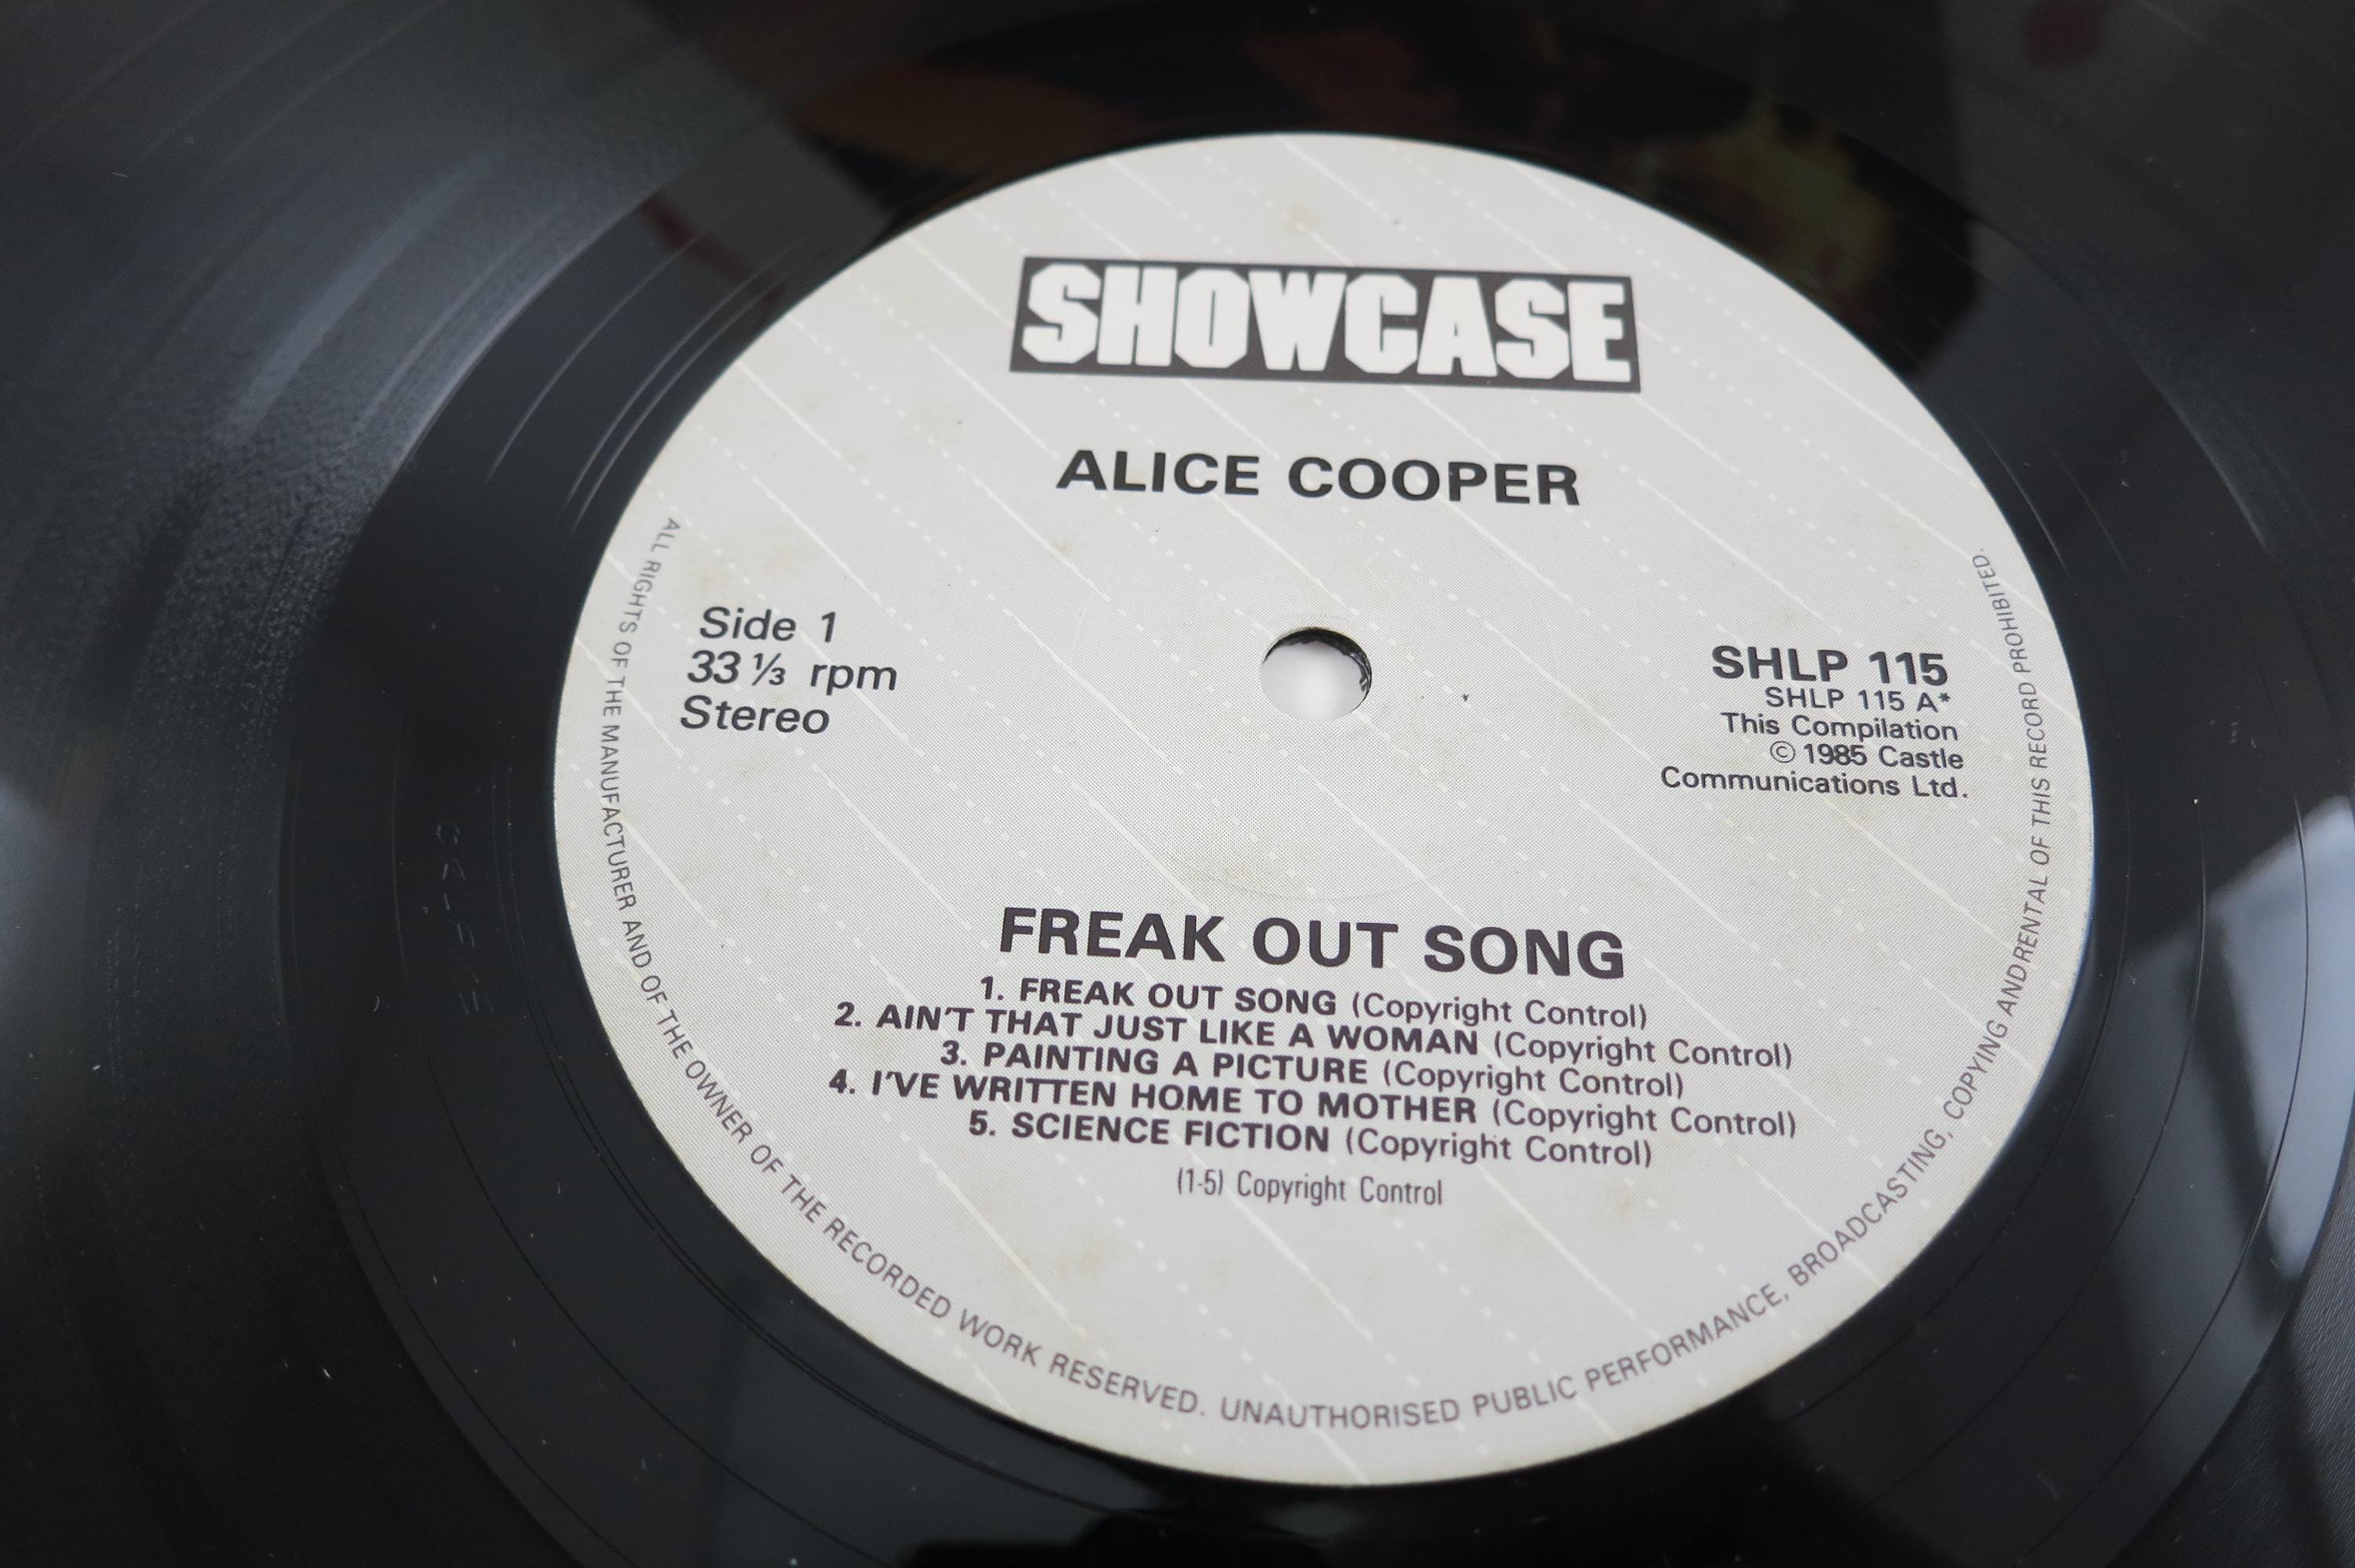 SHOWCASE
ALICE COOPER
Side 1
33 ⅓ rpm
Stereo
SHLP 115
SHLP 115 A*
This Compilation
© 1985 Castle
Communications Ltd.
FREAK OUT SONG
1. FREAK OUT SONG (Copyright Control)
2. AIN'T THAT JUST LIKE A WOMAN (Copyright Control)
3. PAINTING A PICTURE (Copyright Control)
4. I'VE WRITTEN HOME TO MOTHER (Copyright Control)
5. SCIENCE FICTION (Copyright Control)
(1-5) Copyright Control
ALL RIGHTS OF THE MANUFACTURER AND OF THE OWNER OF THE RECORDED WORK RESERVED. UNAUTHORISED PUBLIC PERFORMANCE, BROADCASTING, COPYING ANDRENTAL OF THIS RECORD PROHIBITED.